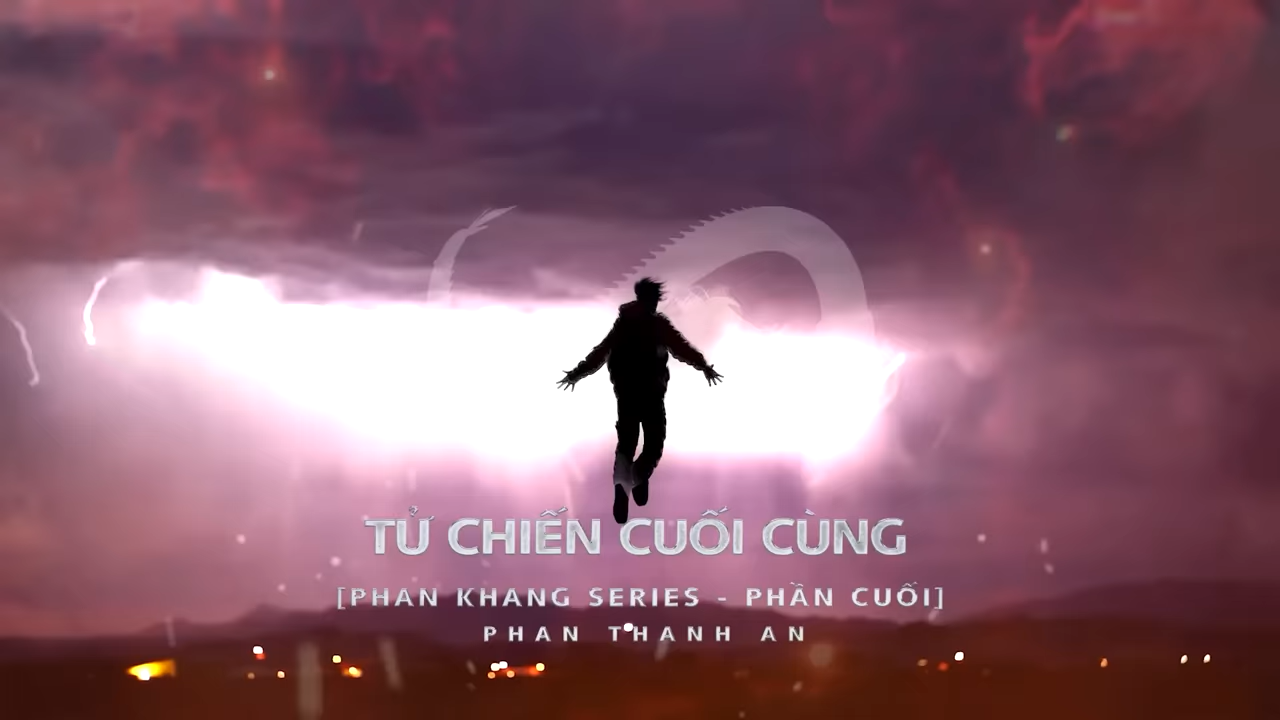 TỬ CHIẾN CUỐI CÙNG
[PHAN KHANG SERIES - PHẦN CUỐI]
PHAN THANH AN